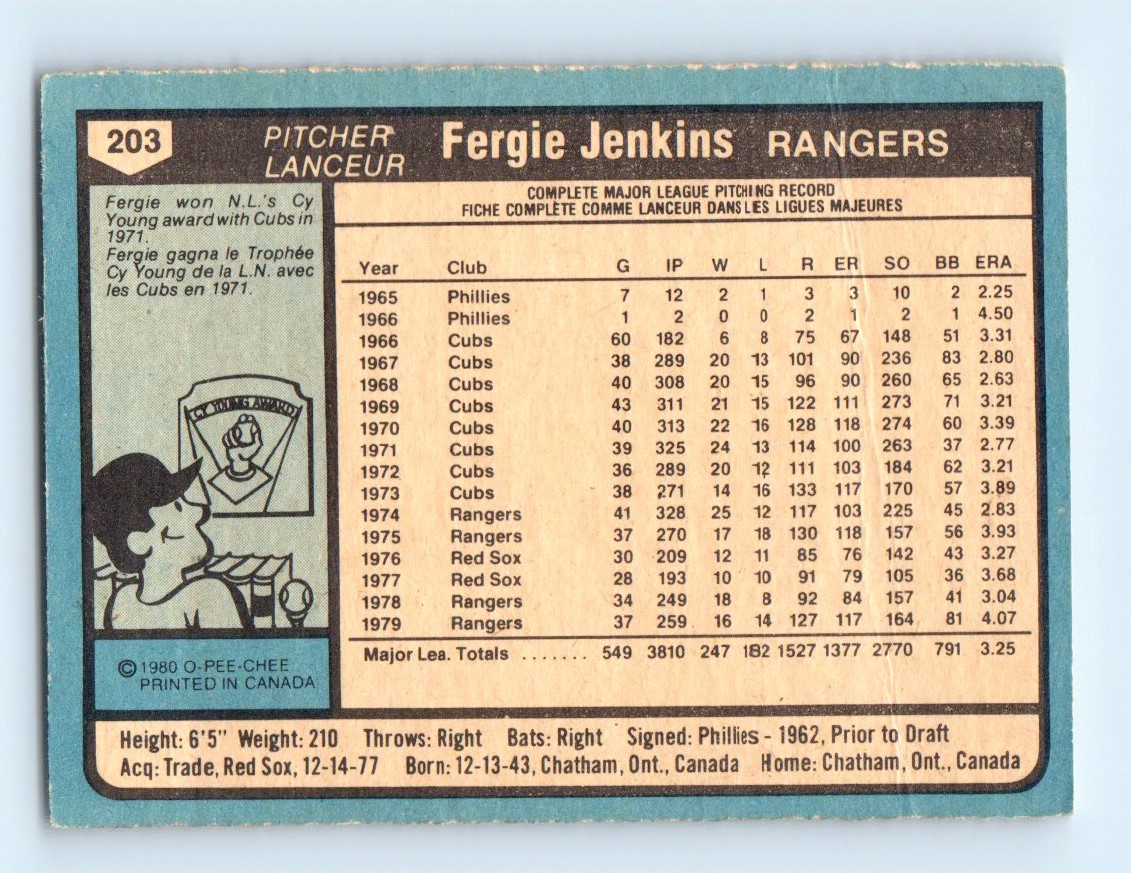 203
PITCHER
LANCEUR
Fergie Jenkins RANGERS
Fergie won N.L.'s Cy
Young award with Cubs in
1971.
Fergie gagna le Trophée
Cy Young de la L.N. avec
les Cubs en 1971.
CY YOUNG AWARD
© 1980 O-PEE-CHEE
PRINTED IN CANADA
COMPLETE MAJOR LEAGUE PITCHING RECORD
FICHE COMPLÈTE COMME LANCEUR DANS LES LIGUES MAJEURES
Year Club G IP W L R ER SO BB ERA
1965 Phillies 7 12 2 1 3 3 10 2 2.25
1966 Phillies 1 2 0 0 2 1 2 1 4.50
1966 Cubs 60 182 6 8 75 67 148 51 3.31
1967 Cubs 38 289 20 13 101 90 236 83 2.80
1968 Cubs 40 308 20 15 96 90 260 65 2.63
1969 Cubs 43 311 21 15 122 111 273 71 3.21
1970 Cubs 40 313 22 16 128 118 274 60 3.39
1971 Cubs 39 325 24 13 114 100 263 37 2.77
1972 Cubs 36 289 20 12 111 103 184 62 3.21
1973 Cubs 38 271 14 16 133 117 170 57 3.89
1974 Rangers 41 328 25 12 117 103 225 45 2.83
1975 Rangers 37 270 17 18 130 118 157 56 3.93
1976 Red Sox 30 209 12 11 85 76 142 43 3.27
1977 Red Sox 28 193 10 10 91 79 105 36 3.68
1978 Rangers 34 249 18 8 92 84 157 41 3.04
1979 Rangers 37 259 16 14 127 117 164 81 4.07
Major Lea. Totals ....... 549 3810 247 182 1527 1377 2770 791 3.25
Height: 6'5" Weight: 210 Throws: Right Bats: Right Signed: Phillies - 1962, Prior to Draft
Acq: Trade, Red Sox, 12-14-77 Born: 12-13-43, Chatham, Ont., Canada Home: Chatham, Ont., Canada